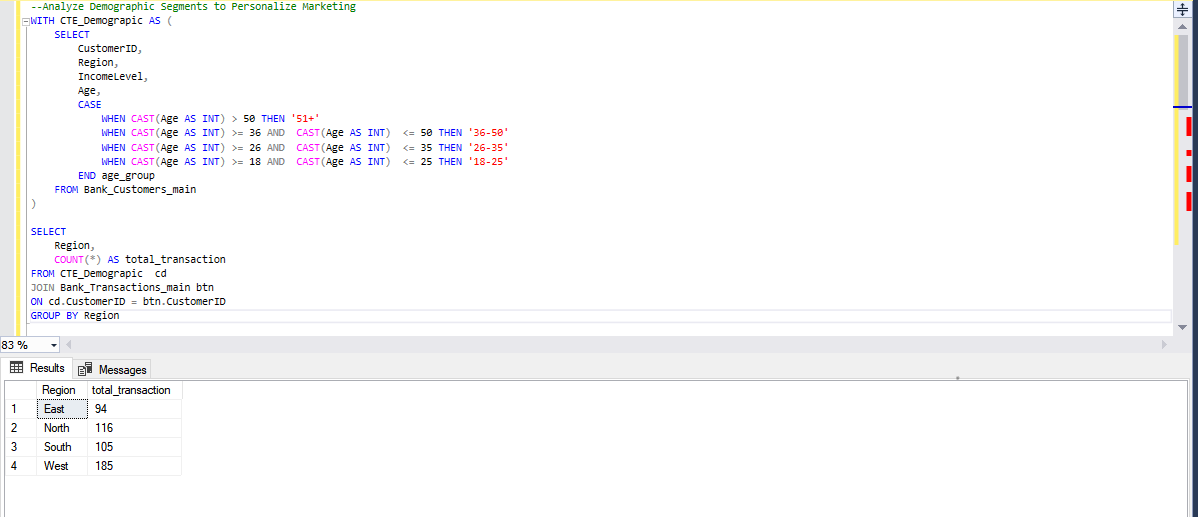 --Analyze Demographic Segments to Personalize Marketing
WITH CTE_Demograpic AS (
    SELECT
        CustomerID,
        Region,
        IncomeLevel,
        Age,
        CASE
            WHEN CAST(Age AS INT) > 50 THEN '51+'
            WHEN CAST(Age AS INT) >= 36 AND  CAST(Age AS INT)  <= 50 THEN '36-50'
            WHEN CAST(Age AS INT) >= 26 AND  CAST(Age AS INT)  <= 35 THEN '26-35'
            WHEN CAST(Age AS INT) >= 18 AND  CAST(Age AS INT)  <= 25 THEN '18-25'
        END age_group
    FROM Bank_Customers_main
)
SELECT
    Region,
    COUNT(*) AS total_transaction
FROM CTE_Demograpic  cd
JOIN Bank_Transactions_main btn
ON cd.CustomerID = btn.CustomerID
GROUP BY Region
83 %
Results Messages
Region total_transaction
1 East 94
2 North 116
3 South 105
4 West 185